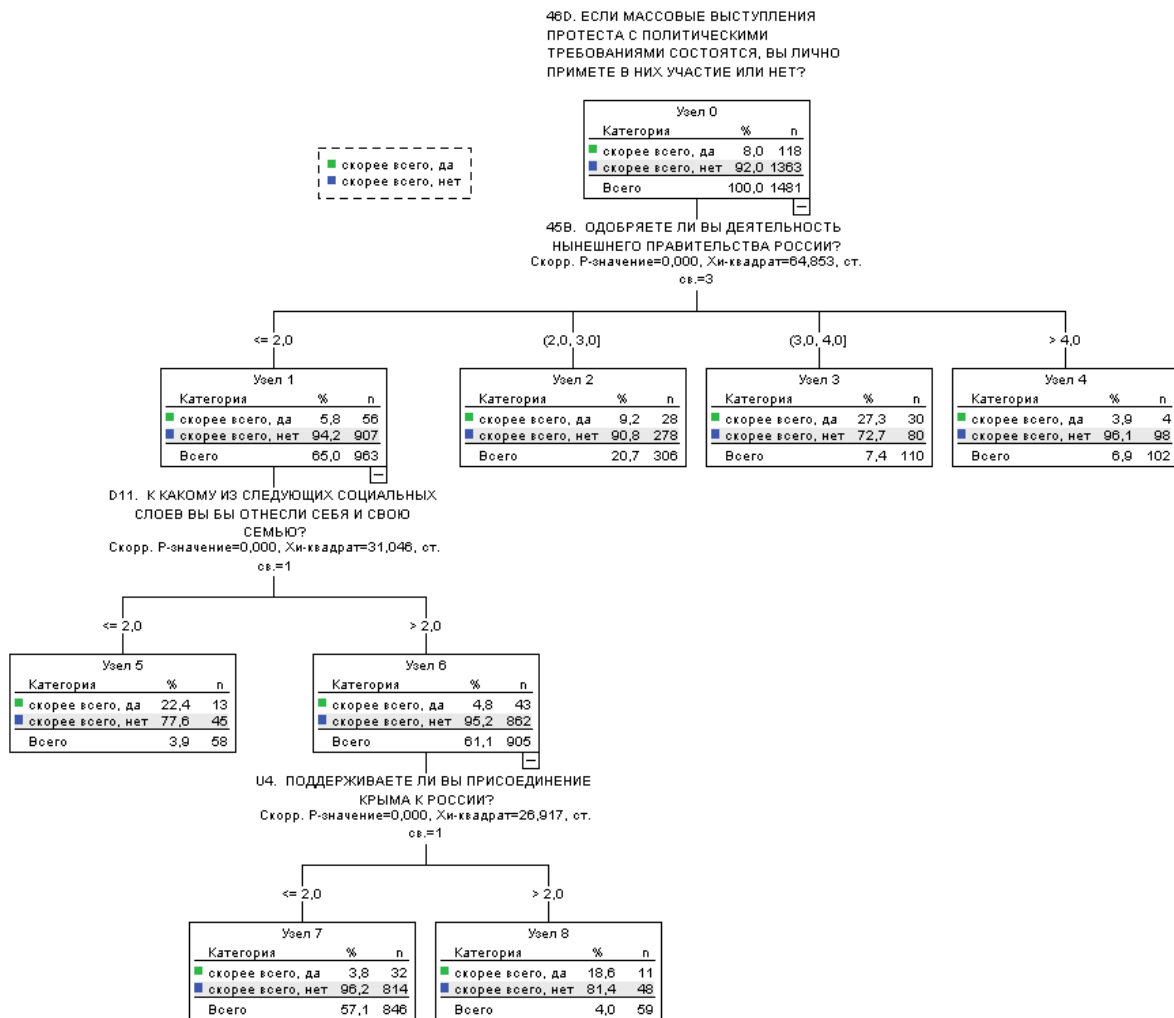 46D. ЕСЛИ МАССОВЫЕ ВЫСТУПЛЕНИЯ
ПРОТЕСТА С ПОЛИТИЧЕСКИМИ
ТРЕБОВАНИЯМИ СОСТОЯТСЯ, ВЫ ЛИЧНО
ПРИМЕТЕ В НИХ УЧАСТИЕ ИЛИ НЕТ?
Узел 0
Категория % n
скорее всего, да 8,0 118
скорее всего, нет 92,0 1363
Всего 100,0 1481
скорее всего, да
скорее всего, нет
45B. ОДОБРЯЕТЕ ЛИ ВЫ ДЕЯТЕЛЬНОСТЬ
НЫНЕШНЕГО ПРАВИТЕЛЬСТВА РОССИИ?
Скорр. P-значение=0,000, Хи-квадрат=64,853, ст.
св.=3
<= 2,0
(2,0, 3,0]
(3,0, 4,0]
> 4,0
Узел 1
Категория % n
скорее всего, да 5,8 56
скорее всего, нет 94,2 907
Всего 65,0 963
Узел 2
Категория % n
скорее всего, да 9,2 28
скорее всего, нет 90,8 278
Всего 20,7 306
Узел 3
Категория % n
скорее всего, да 27,3 30
скорее всего, нет 72,7 80
Всего 7,4 110
Узел 4
Категория % n
скорее всего, да 3,9 4
скорее всего, нет 96,1 98
Всего 6,9 102
D11. К КАКОМУ ИЗ СЛЕДУЮЩИХ СОЦИАЛЬНЫХ
СЛОЕВ ВЫ БЫ ОТНЕСЛИ СЕБЯ И СВОЮ
СЕМЬЮ?
Скорр. P-значение=0,000, Хи-квадрат=31,046, ст.
св.=1
<= 2,0
> 2,0
Узел 5
Категория % n
скорее всего, да 22,4 13
скорее всего, нет 77,6 45
Всего 3,9 58
Узел 6
Категория % n
скорее всего, да 4,8 43
скорее всего, нет 95,2 862
Всего 61,1 905
U4. ПОДДЕРЖИВАЕТЕ ЛИ ВЫ ПРИСОЕДИНЕНИЕ
КРЫМА К РОССИИ?
Скорр. P-значение=0,000, Хи-квадрат=26,917, ст.
св.=1
<= 2,0
> 2,0
Узел 7
Категория % n
скорее всего, да 3,8 32
скорее всего, нет 96,2 814
Всего 57,1 846
Узел 8
Категория % n
скорее всего, да 18,6 11
скорее всего, нет 81,4 48
Всего 4,0 59